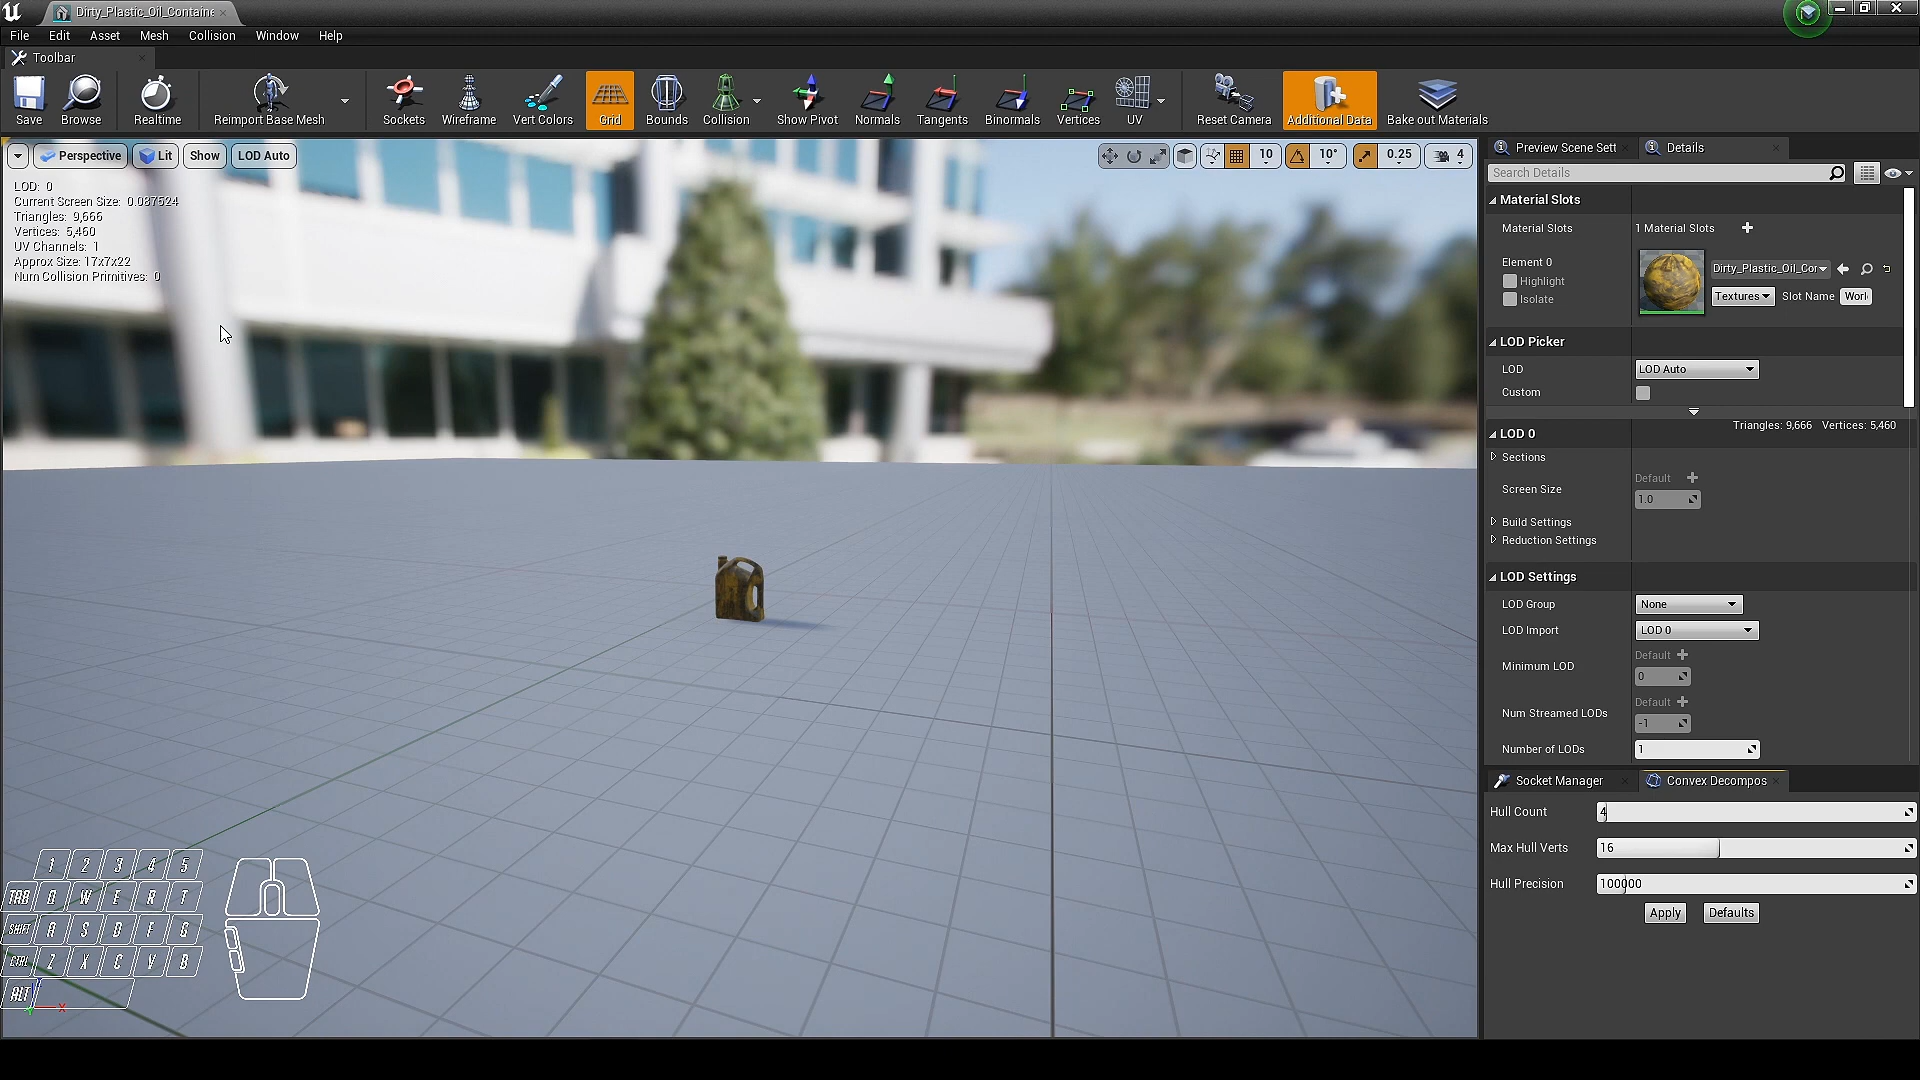 Dirty_Plastic_Oil_Containe
File Edit Asset Mesh Collision Window Help
Toolbar
Save Browse Realtime Reimport Base Mesh Sockets Wireframe Vert Colors Grid Bounds Collision Show Pivot Normals Tangents Binormals Vertices UV Reset Camera Additional Data Bake out Materials
Perspective Lit Show LOD Auto 10 10° 0.25 4
LOD: 0
Current Screen Size: 0.087524
Triangles: 9,666
Vertices: 5,460
UV Channels: 1
Approx Size: 17x7x22
Num Collision Primitives: 0
1 2 3 4 5
TAB Q W E R T
SHIFT A S D F G
CTRL Z X C V B
ALT
X
Preview Scene Sett Details
Search Details
Material Slots
Material Slots 1 Material Slots
Element 0
Highlight
Isolate
Dirty_Plastic_Oil_Cor
Textures Slot Name Worl
LOD Picker
LOD LOD Auto
Custom
LOD 0 Triangles: 9,666 Vertices: 5,460
Sections
Screen Size Default
1.0
Build Settings
Reduction Settings
LOD Settings
LOD Group None
LOD Import LOD 0
Minimum LOD Default
0
Num Streamed LODs Default
-1
Number of LODs 1
Socket Manager Convex Decompos
Hull Count 4
Max Hull Verts 16
Hull Precision 100000
Apply Defaults